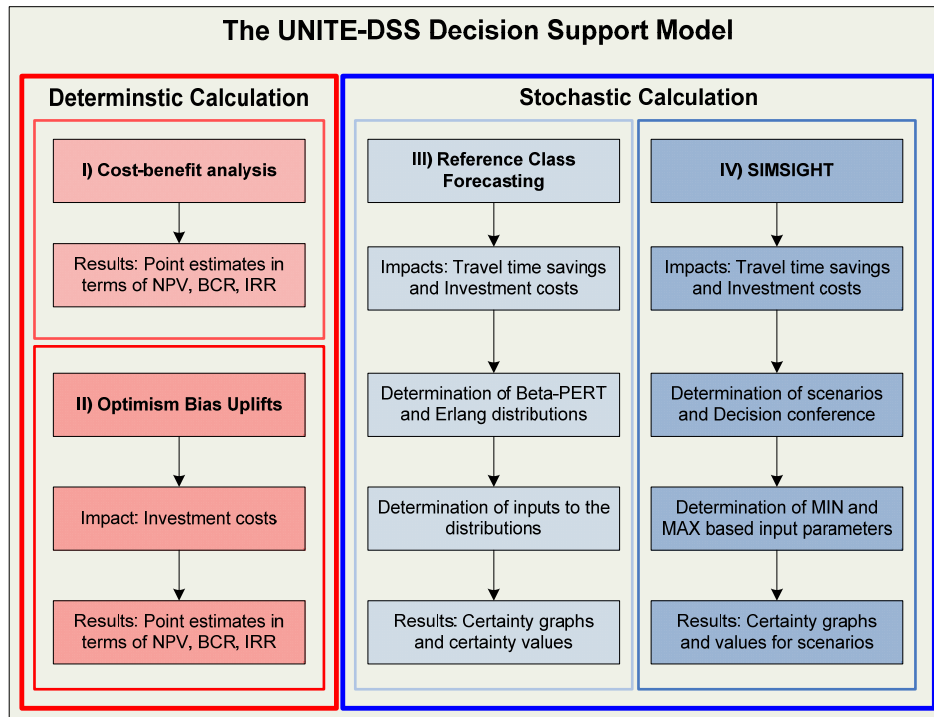 The UNITE-DSS Decision Support Model
Determinstic Calculation
I) Cost-benefit analysis
Results: Point estimates in
terms of NPV, BCR, IRR
II) Optimism Bias Uplifts
Impact: Investment costs
Results: Point estimates in
terms of NPV, BCR, IRR
Stochastic Calculation
III) Reference Class
Forecasting
Impacts: Travel time savings
and Investment costs
Determination of Beta-PERT
and Erlang distributions
Determination of inputs to the
distributions
Results: Certainty graphs
and certainty values
IV) SIMSIGHT
Impacts: Travel time savings
and Investment costs
Determination of scenarios
and Decision conference
Determination of MIN and
MAX based input parameters
Results: Certainty graphs
and values for scenarios